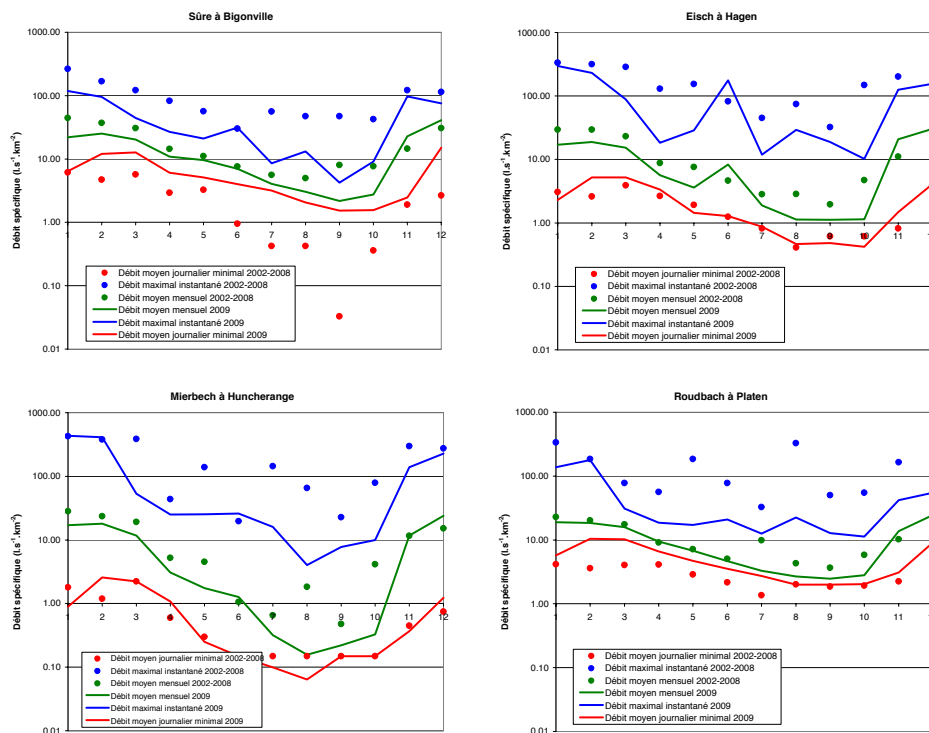 Sûre à Bigonville
Débit spécifique (l.s⁻¹.km⁻²)
1000.00
100.00
10.00
1.00
0.10
0.01
1 2 3 4 5 6 7 8 9 10 11 12
Débit moyen journalier minimal 2002-2008
Débit maximal instantané 2002-2008
Débit moyen mensuel 2002-2008
Débit moyen mensuel 2009
Débit maximal instantané 2009
Débit moyen journalier minimal 2009
Eisch à Hagen
Débit spécifique (l.s⁻¹.km⁻²)
1000.00
100.00
10.00
1.00
0.10
0.01
1 2 3 4 5 6 7 8 9 10 11
Débit moyen journalier minimal 2002-2008
Débit maximal instantané 2002-2008
Débit moyen mensuel 2002-2008
Débit moyen mensuel 2009
Débit maximal instantané 2009
Débit moyen journalier minimal 2009
Mierbech à Huncherange
Débit spécifique (l.s⁻¹.km⁻²)
1000.00
100.00
10.00
1.00
0.10
0.01
1 2 3 4 5 6 7 8 9 10 11 12
Débit moyen journalier minimal 2002-2008
Débit maximal instantané 2002-2008
Débit moyen mensuel 2002-2008
Débit moyen mensuel 2009
Débit maximal instantané 2009
Débit moyen journalier minimal 2009
Roudbach à Platen
Débit spécifique (l.s⁻¹.km⁻²)
1000.00
100.00
10.00
1.00
0.10
0.01
1 2 3 4 5 6 7 8 9 10 11
Débit moyen journalier minimal 2002-2008
Débit maximal instantané 2002-2008
Débit moyen mensuel 2002-2008
Débit moyen mensuel 2009
Débit maximal instantané 2009
Débit moyen journalier minimal 2009